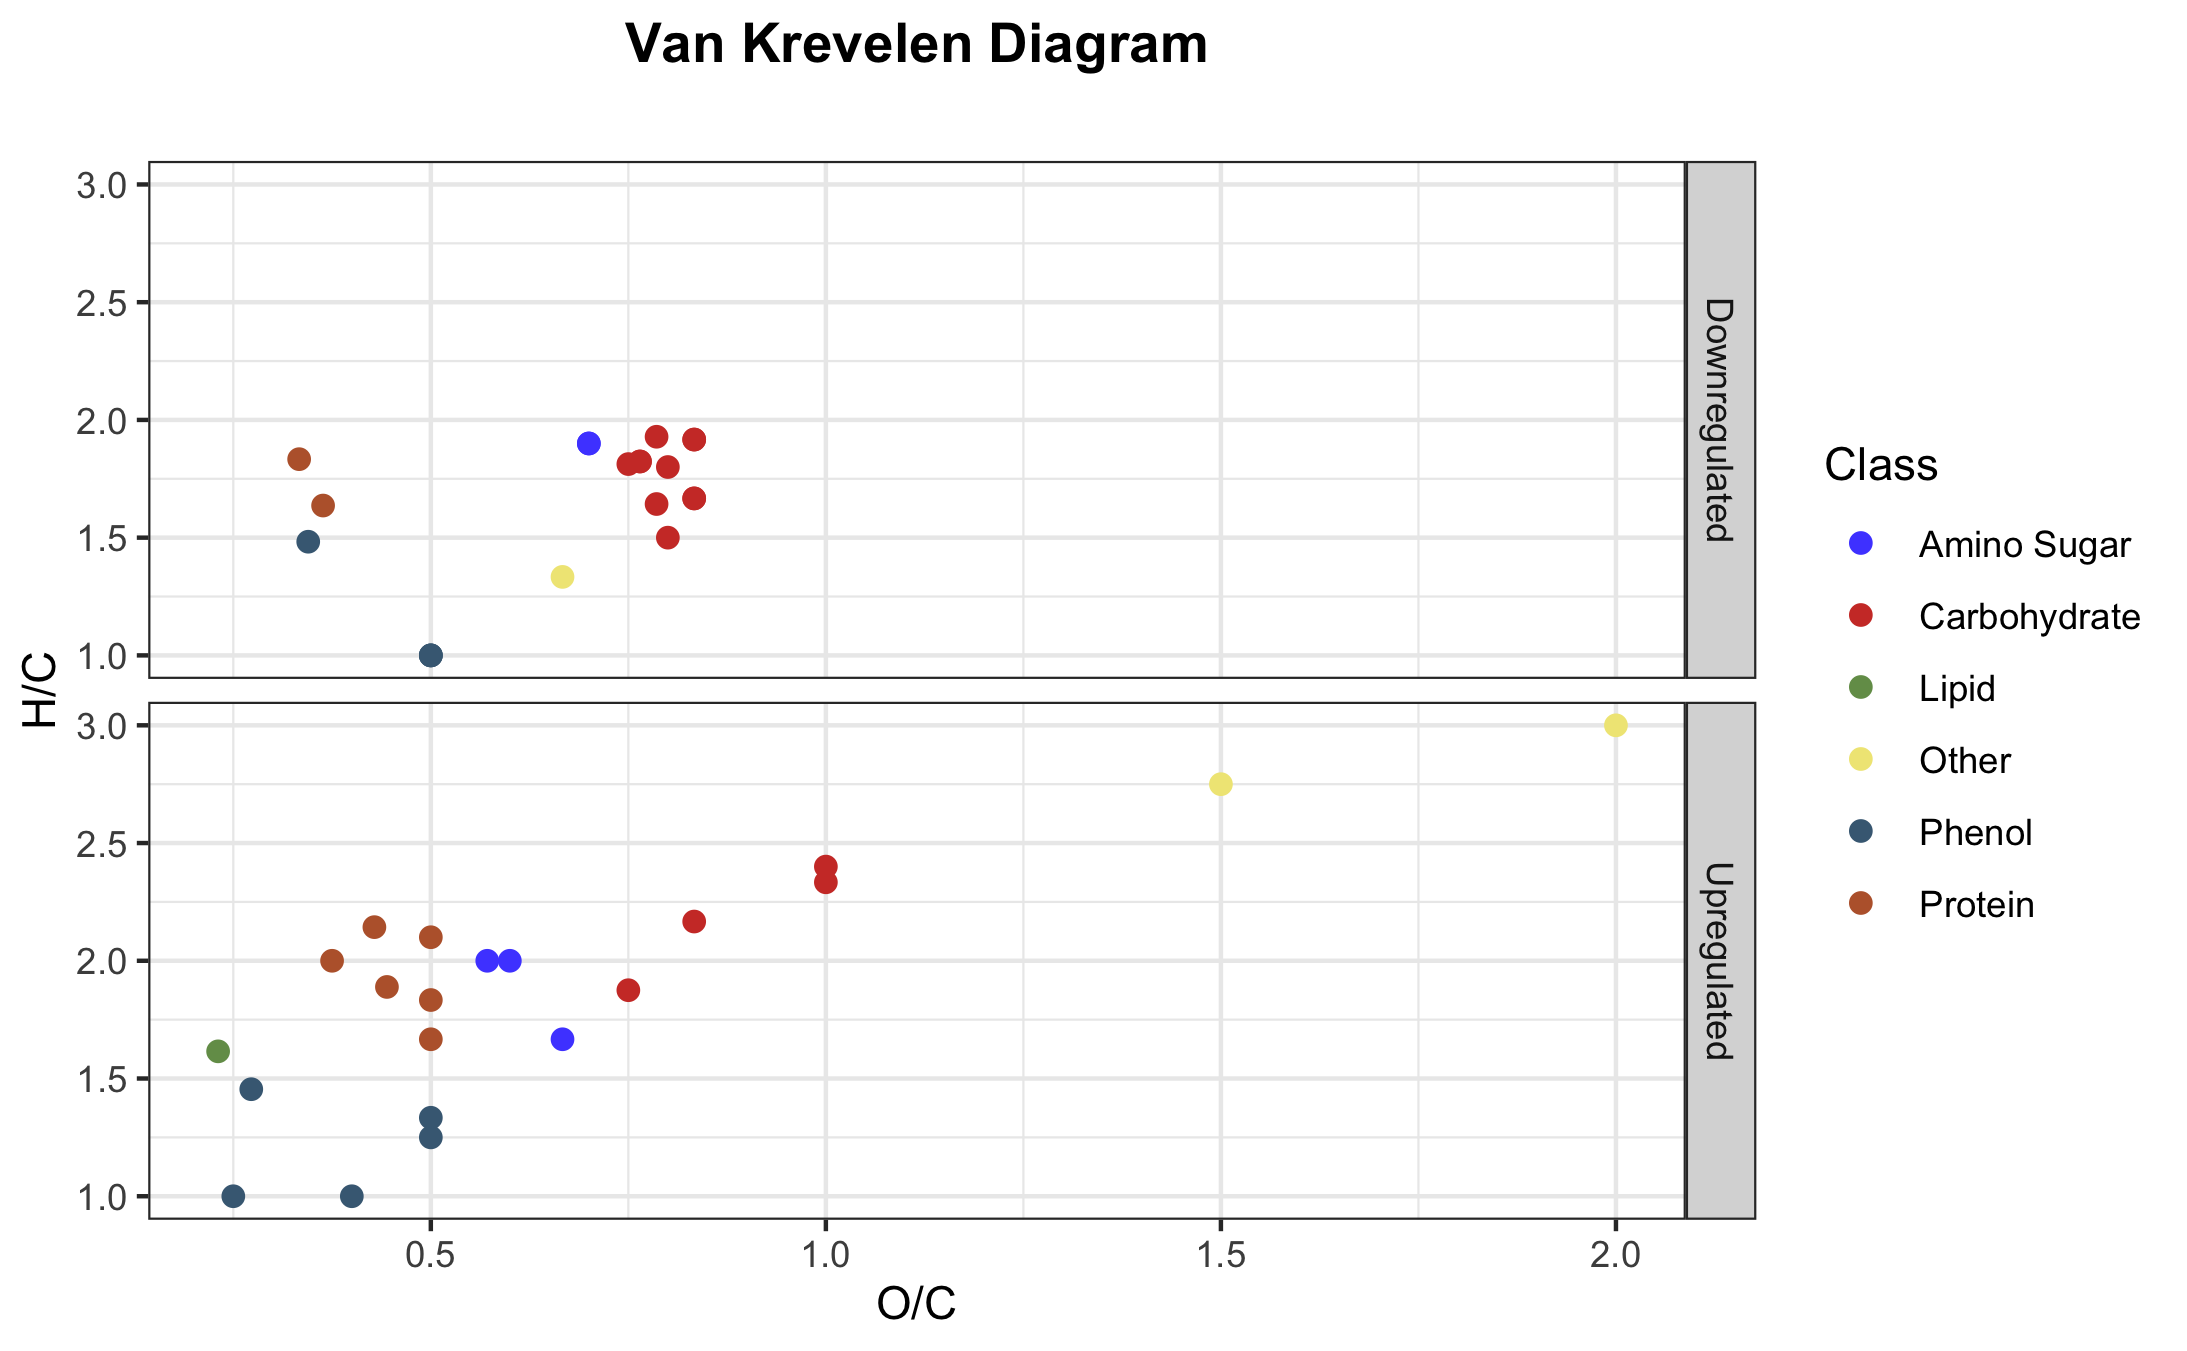 Van Krevelen Diagram
3.0
2.5
2.0
1.5
1.0
Downregulated
H/C
3.0
2.5
2.0
1.5
1.0
Upregulated
0.5 1.0 1.5 2.0
O/C
Class
Amino Sugar
Carbohydrate
Lipid
Other
Phenol
Protein